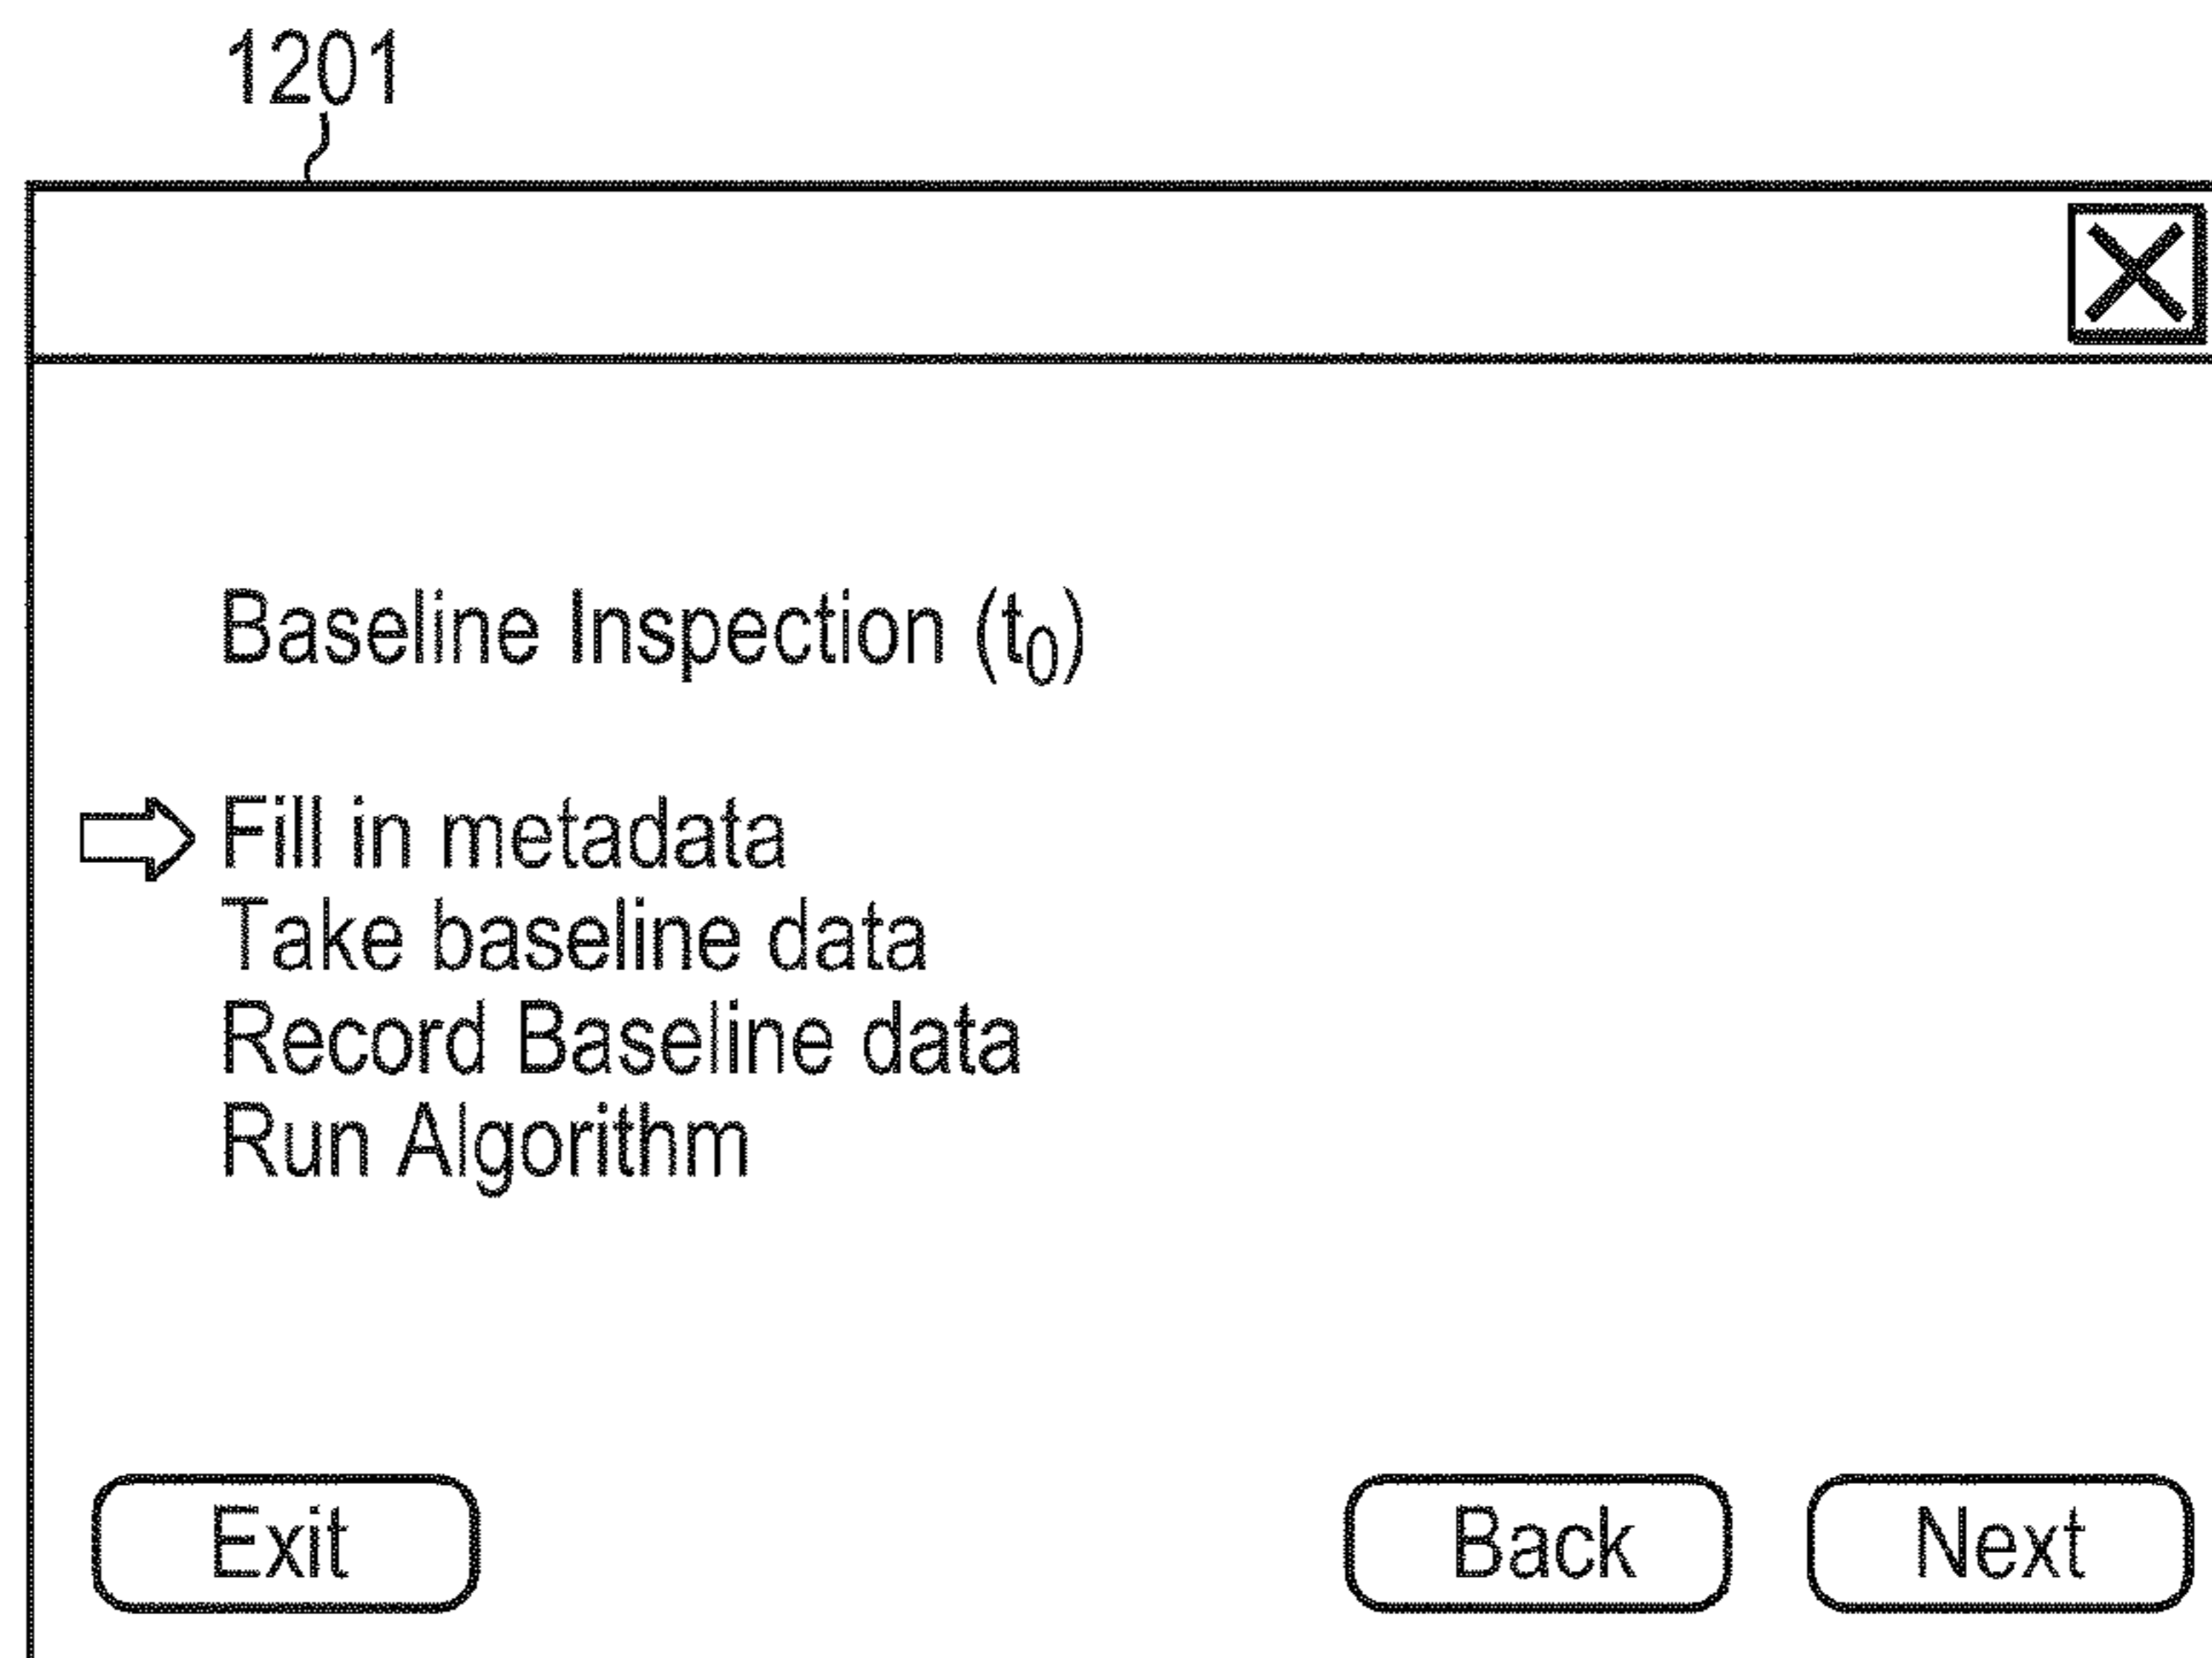 1201
Baseline Inspection (t₀)
Fill in metadata
Take baseline data
Record Baseline data
Run Algorithm
Exit Back Next